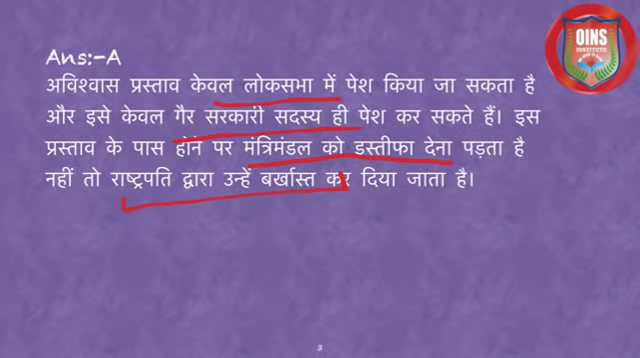 OINS
INSTITUTE
Ans:-A
अविश्वास प्रस्ताव केवल लोकसभा में पेश किया जा सकता है
और इसे केवल गैर सरकारी सदस्य ही पेश कर सकते हैं। इस
प्रस्ताव के पास होने पर मंत्रिमंडल को इस्तीफा देना पड़ता है
नहीं तो राष्ट्रपति द्वारा उन्हें बर्खास्त कर दिया जाता है।
3